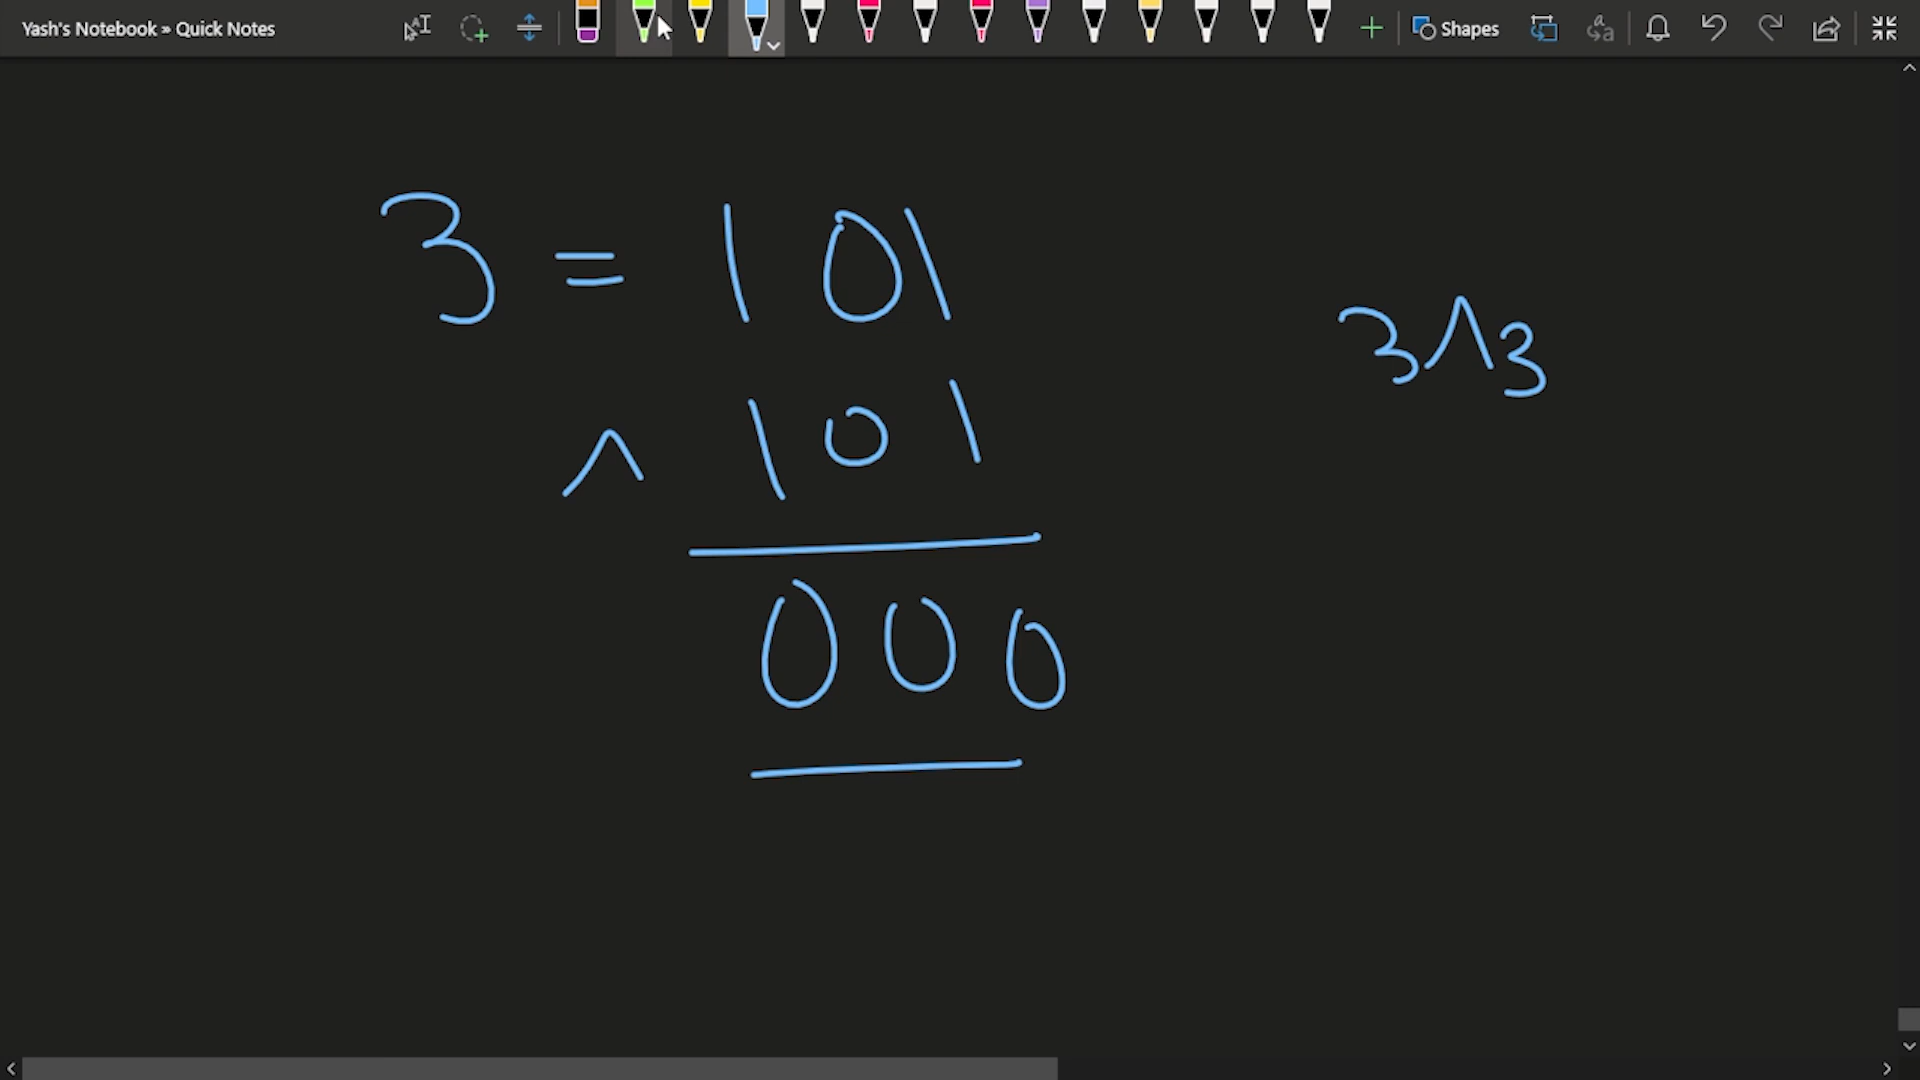 Yash's Notebook » Quick Notes
Shapes
3 = 101
3^3
^ 101
000